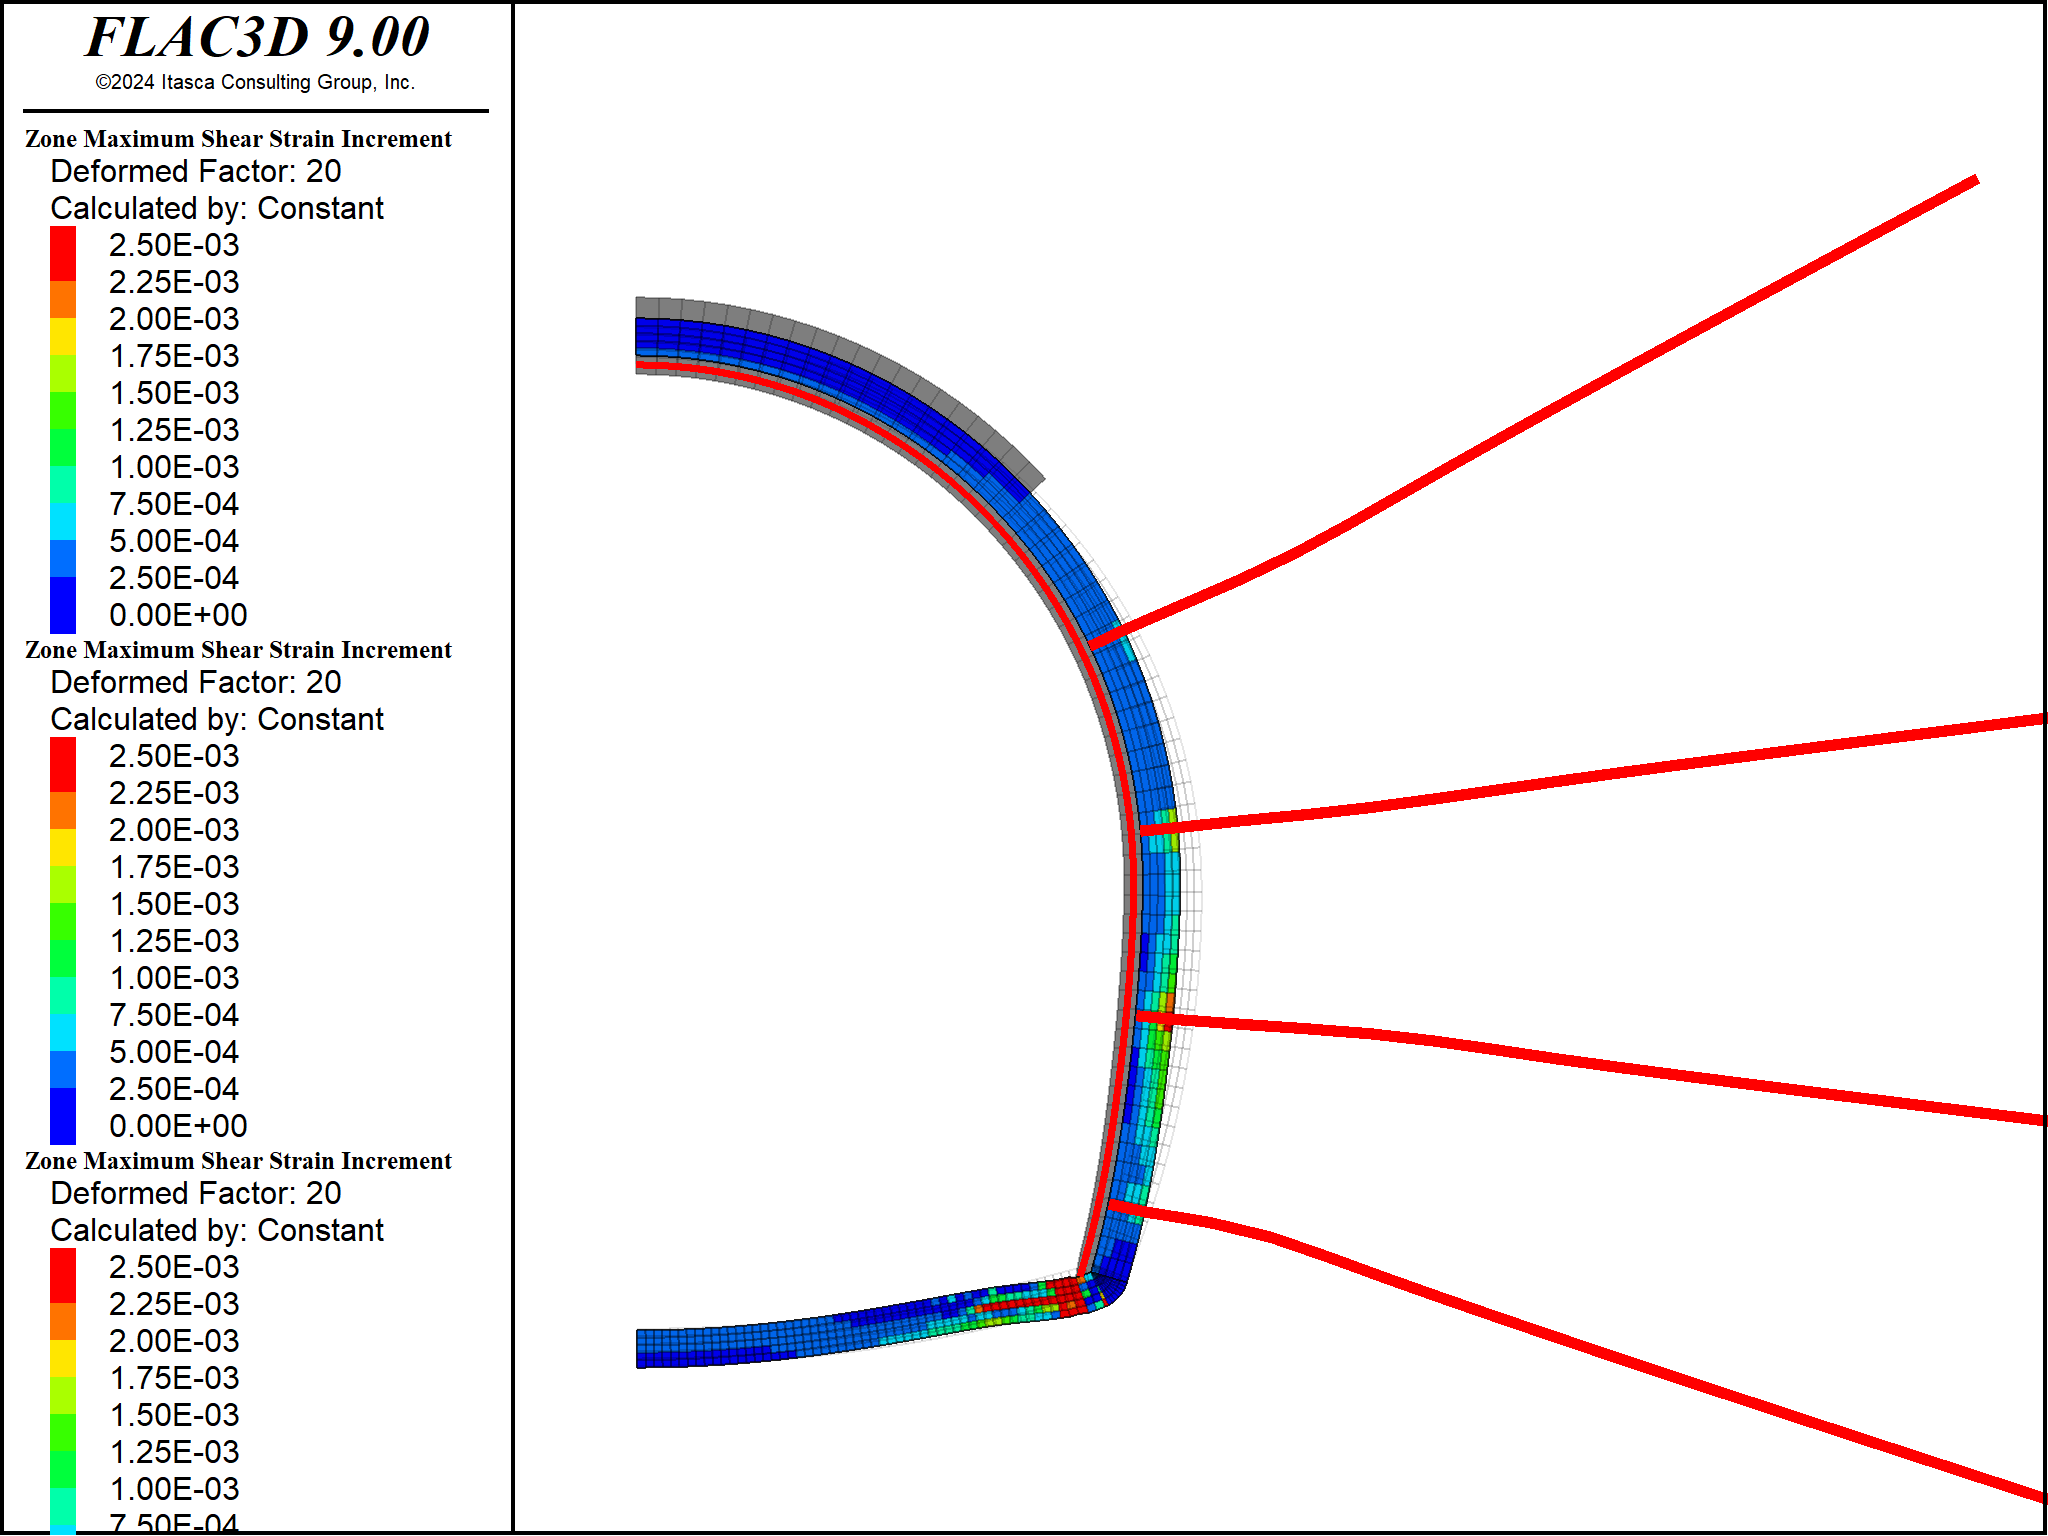 FLAC3D 9.00
©2024 Itasca Consulting Group, Inc.
Zone Maximum Shear Strain Increment
Deformed Factor: 20
Calculated by: Constant
2.50E-03
2.25E-03
2.00E-03
1.75E-03
1.50E-03
1.25E-03
1.00E-03
7.50E-04
5.00E-04
2.50E-04
0.00E+00
Zone Maximum Shear Strain Increment
Deformed Factor: 20
Calculated by: Constant
2.50E-03
2.25E-03
2.00E-03
1.75E-03
1.50E-03
1.25E-03
1.00E-03
7.50E-04
5.00E-04
2.50E-04
0.00E+00
Zone Maximum Shear Strain Increment
Deformed Factor: 20
Calculated by: Constant
2.50E-03
2.25E-03
2.00E-03
1.75E-03
1.50E-03
1.25E-03
1.00E-03
7.50E-04